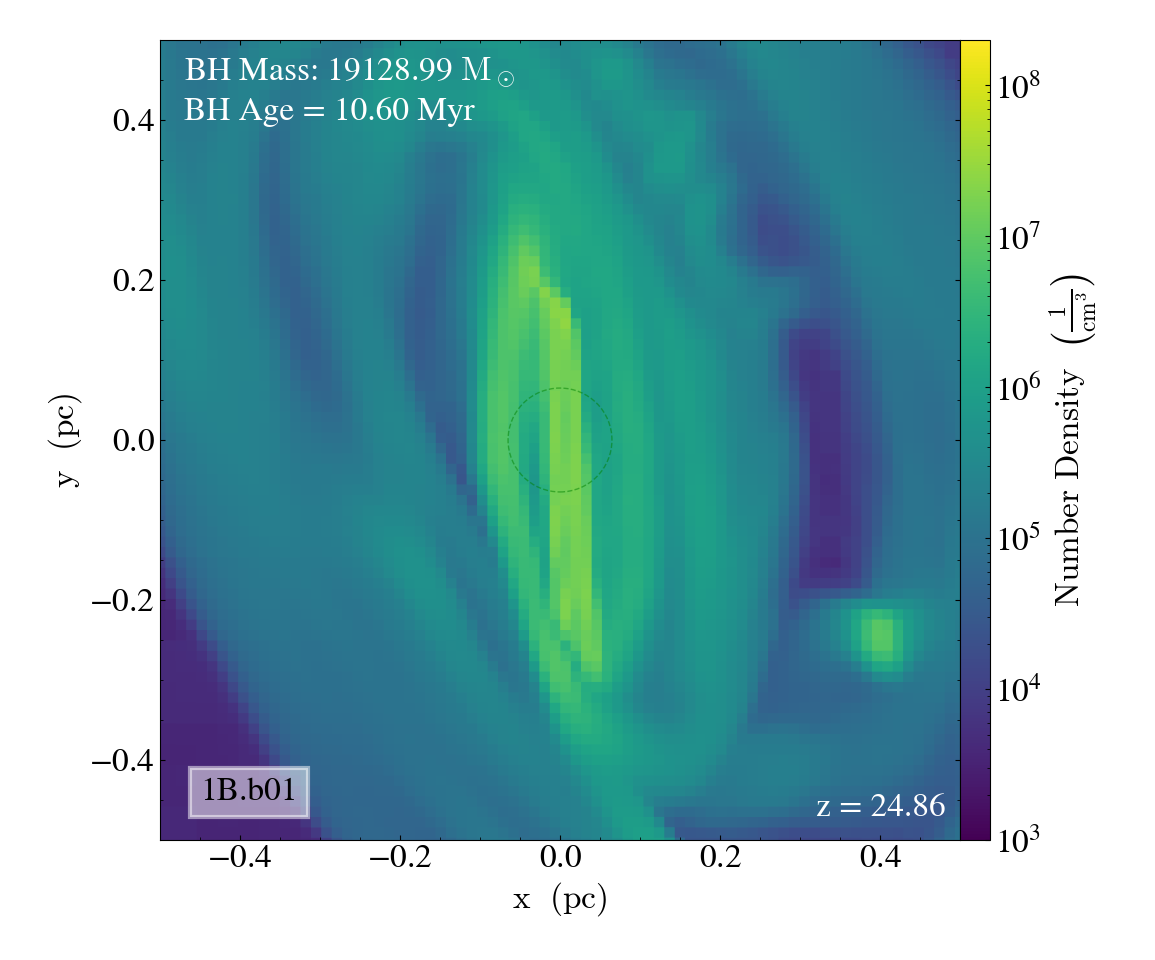 BH Mass: 19128.99 M⊙
BH Age = 10.60 Myr
0.4
0.2
0.0
−0.2
−0.4
y (pc)
1B.b01
z = 24.86
−0.4 −0.2 0.0 0.2 0.4
x (pc)
10⁸
10⁷
10⁶
10⁵
10⁴
10³
Number Density (1/cm³)